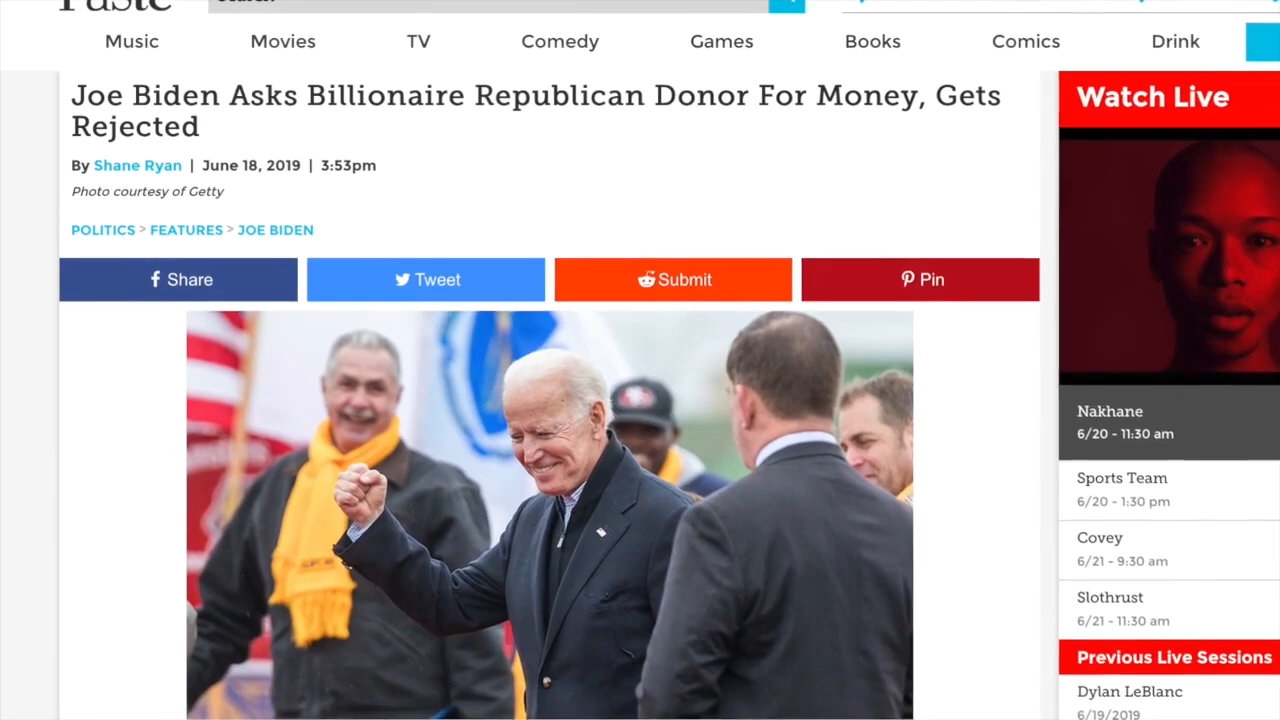 Paste
Music
Movies
TV
Comedy
Games
Books
Comics
Drink
Joe Biden Asks Billionaire Republican Donor For Money, Gets
Rejected
By Shane Ryan | June 18, 2019 | 3:53pm
Photo courtesy of Getty
POLITICS > FEATURES > JOE BIDEN
Share
Tweet
Submit
Pin
Watch Live
Nakhane
6/20 - 11:30 am
Sports Team
6/20 - 1:30 pm
Covey
6/21 - 9:30 am
Slothrust
6/21 - 11:30 am
Previous Live Sessions
Dylan LeBlanc
6/19/2019